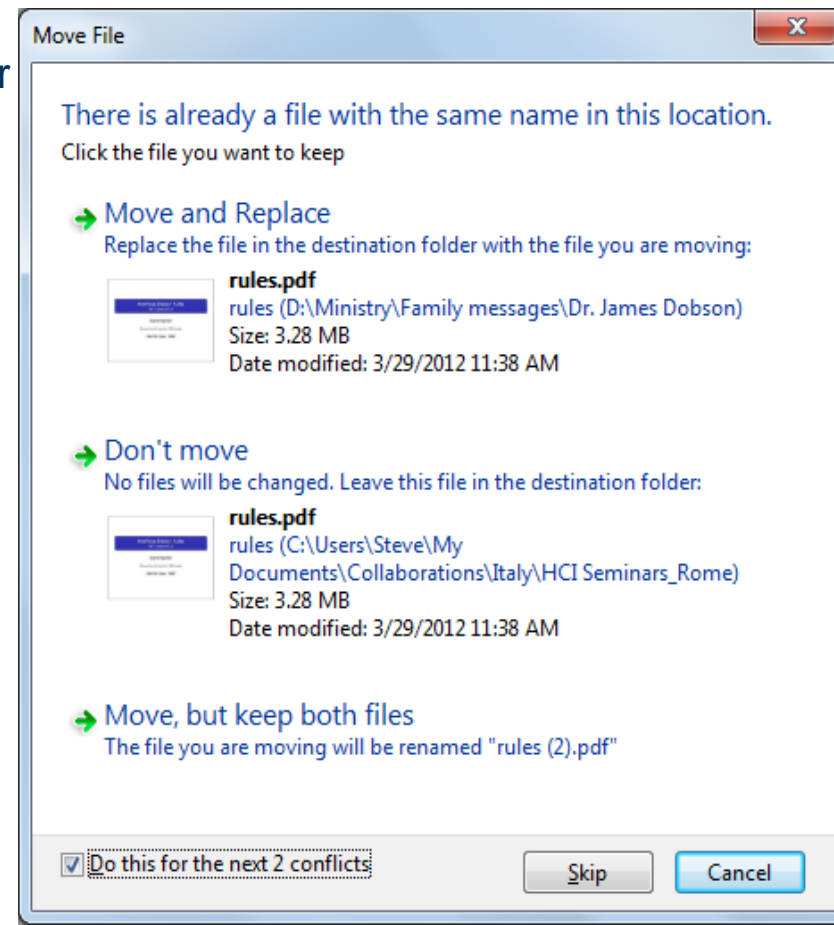 Move File
r
There is already a file with the same name in this location.
Click the file you want to keep
Move and Replace
Replace the file in the destination folder with the file you are moving:
rules.pdf
rules (D:\Ministry\Family messages\Dr. James Dobson)
Size: 3.28 MB
Date modified: 3/29/2012 11:38 AM
Don't move
No files will be changed. Leave this file in the destination folder:
rules.pdf
rules (C:\Users\Steve\My
Documents\Collaborations\Italy\HCI Seminars_Rome)
Size: 3.28 MB
Date modified: 3/29/2012 11:38 AM
Move, but keep both files
The file you are moving will be renamed "rules (2).pdf"
Do this for the next 2 conflicts
Skip
Cancel